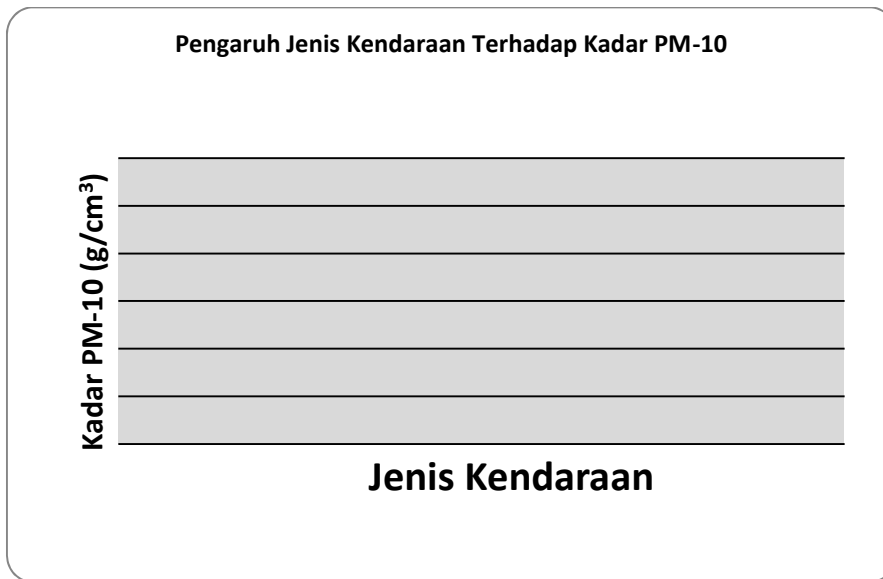 Pengaruh Jenis Kendaraan Terhadap Kadar PM-10
Kadar PM-10 (g/cm³)
Jenis Kendaraan